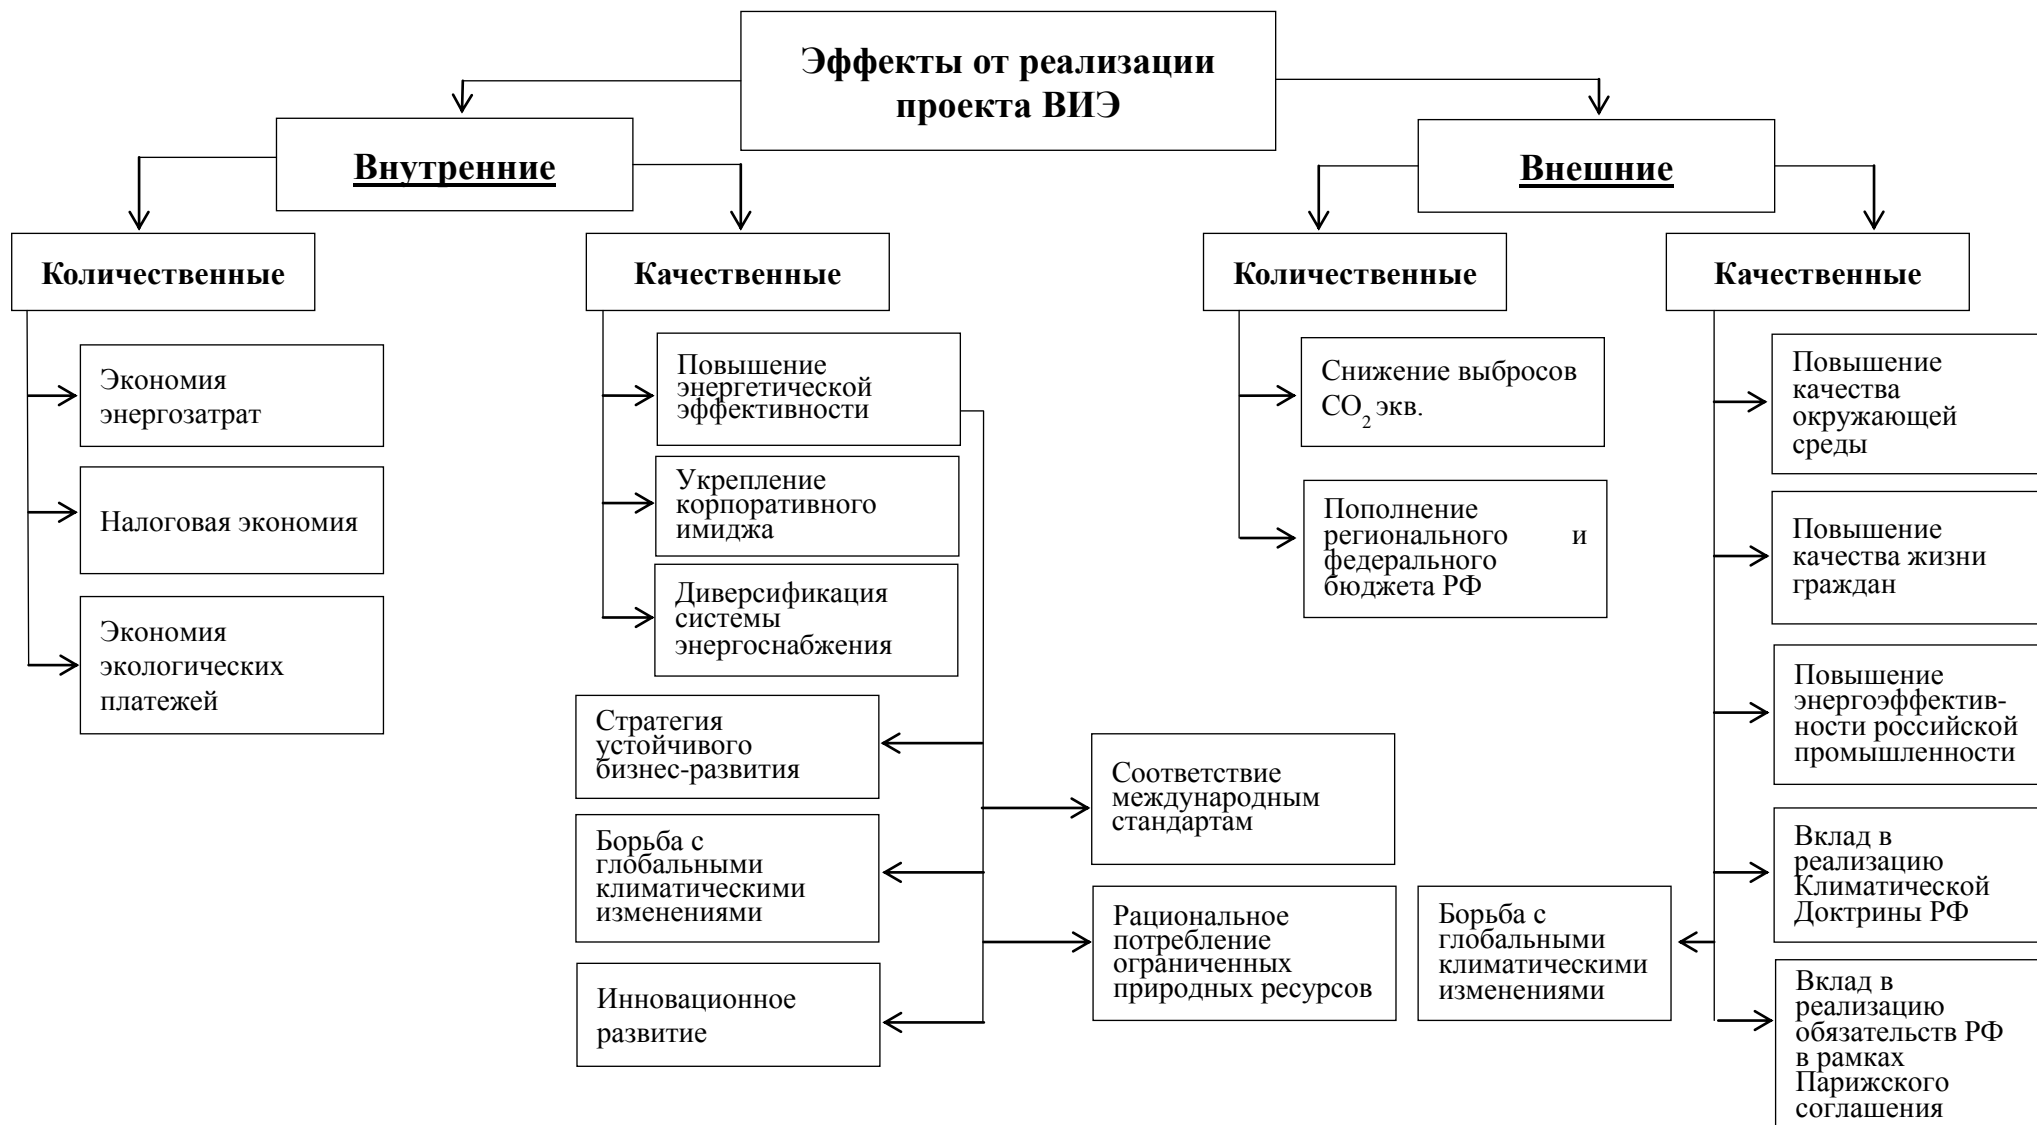 Эффекты от реализации
проекта ВИЭ
Внутренние
Внешние
Количественные
Качественные
Количественные
Качественные
Экономия
энергозатрат
Налоговая экономия
Экономия
экологических
платежей
Повышение
энергетической
эффективности
Укрепление
корпоративного
имиджа
Диверсификация
системы
энергоснабжения
Стратегия
устойчивого
бизнес-развития
Борьба с
глобальными
климатическими
изменениями
Инновационное
развитие
Соответствие
международным
стандартам
Рациональное
потребление
ограниченных
природных ресурсов
Снижение выбросов
CO₂ экв.
Пополнение
регионального и
федерального
бюджета РФ
Повышение
качества
окружающей
среды
Повышение
качества жизни
граждан
Повышение
энергоэффектив-
ности российской
промышленности
Вклад в
реализацию
Климатической
Доктрины РФ
Борьба с
глобальными
климатическими
изменениями
Вклад в
реализацию
обязательств РФ
в рамках
Парижского
соглашения